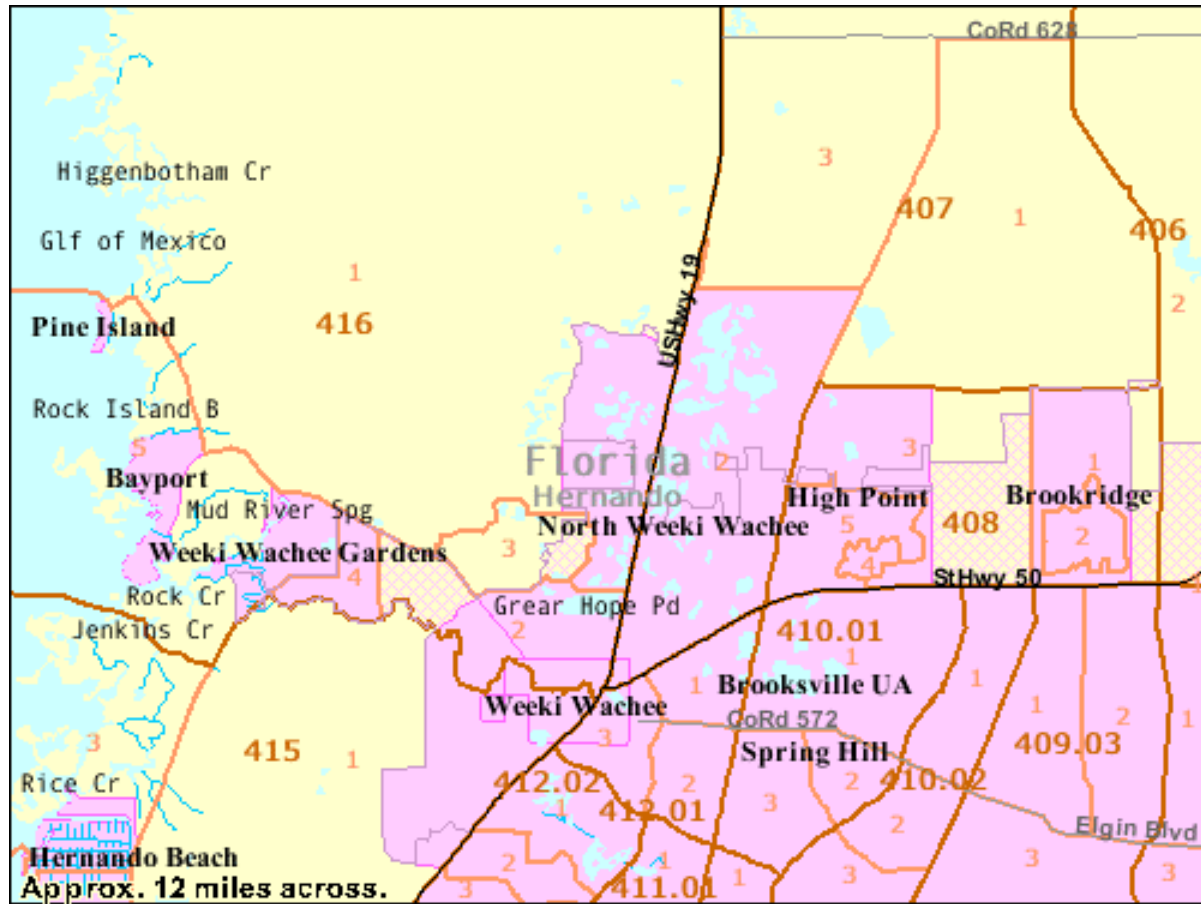 CoRd 628
3
Higgenbotham Cr
407
1
406
Glf of Mexico
USHwy 19
1
2
416
Pine Island
Rock Island B
5
3
Florida
2
1
Bayport
Hernando
1
High Point
Brookridge
Mud River Spg
North Weeki Wachee
5
408
2
3
Weeki Wachee Gardens
4
4
StHwy 50
Rock Cr
Grear Hope Pd
Jenkins Cr
2
410.01
1
1
1
Brooksville UA
Weeki Wachee
1
2
1
CoRd 572
3
3
415
1
Spring Hill
409.03
Rice Cr
412.02
2
2
410.02
1
412.01
3
2
Elgin Blvd
Hernando Beach
2
1
3
3
3
3
411.01
1
Approx. 12 miles across.